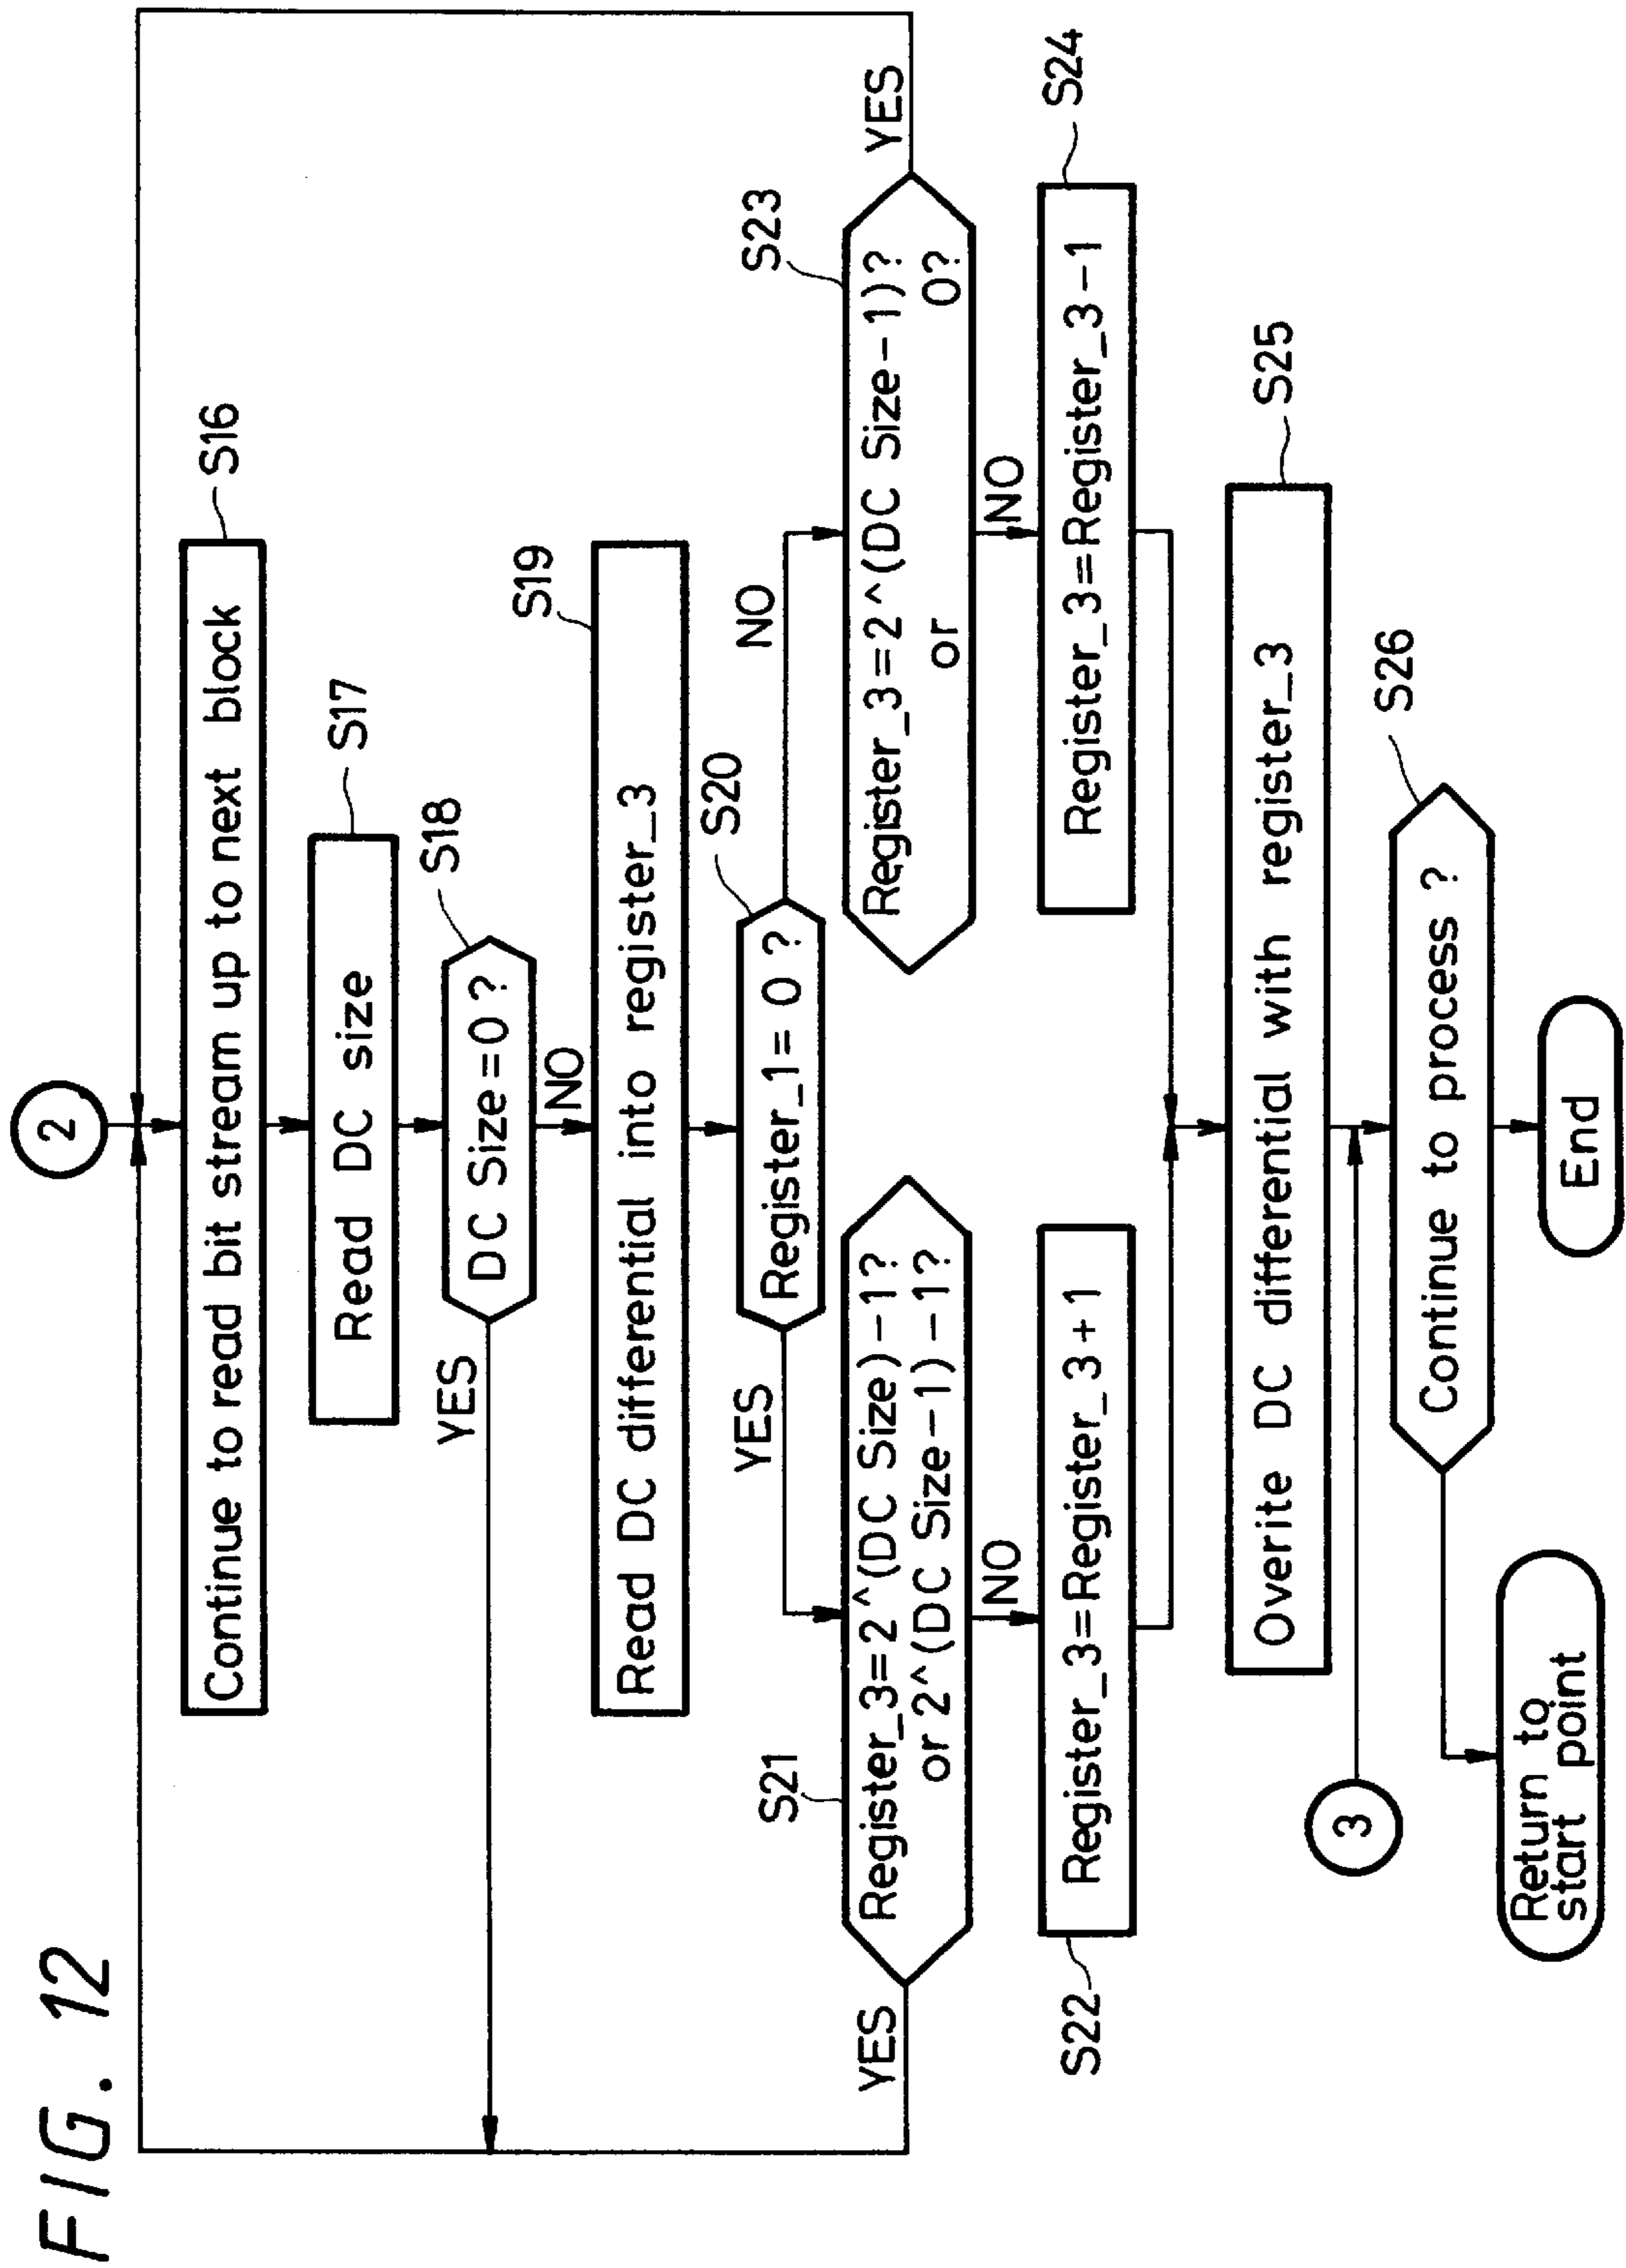 FIG. 12
2
Continue to read bit stream up to next block
S16
Read DC size
S17
DC Size=0 ?
S18
YES
NO
Read DC differential into register_3
S19
Register_1= 0 ?
S20
YES
NO
S21
Register_3=2^(DC Size)-1?
or 2^(DC Size-1)-1?
YES
NO
S23
Register_3=2^(DC Size-1)?
or 0?
YES
NO
S22
Register_3=Register_3+1
S24
Register_3=Register_3-1
S25
Overite DC differential with register_3
3
S26
Continue to process ?
Return to
start point
End